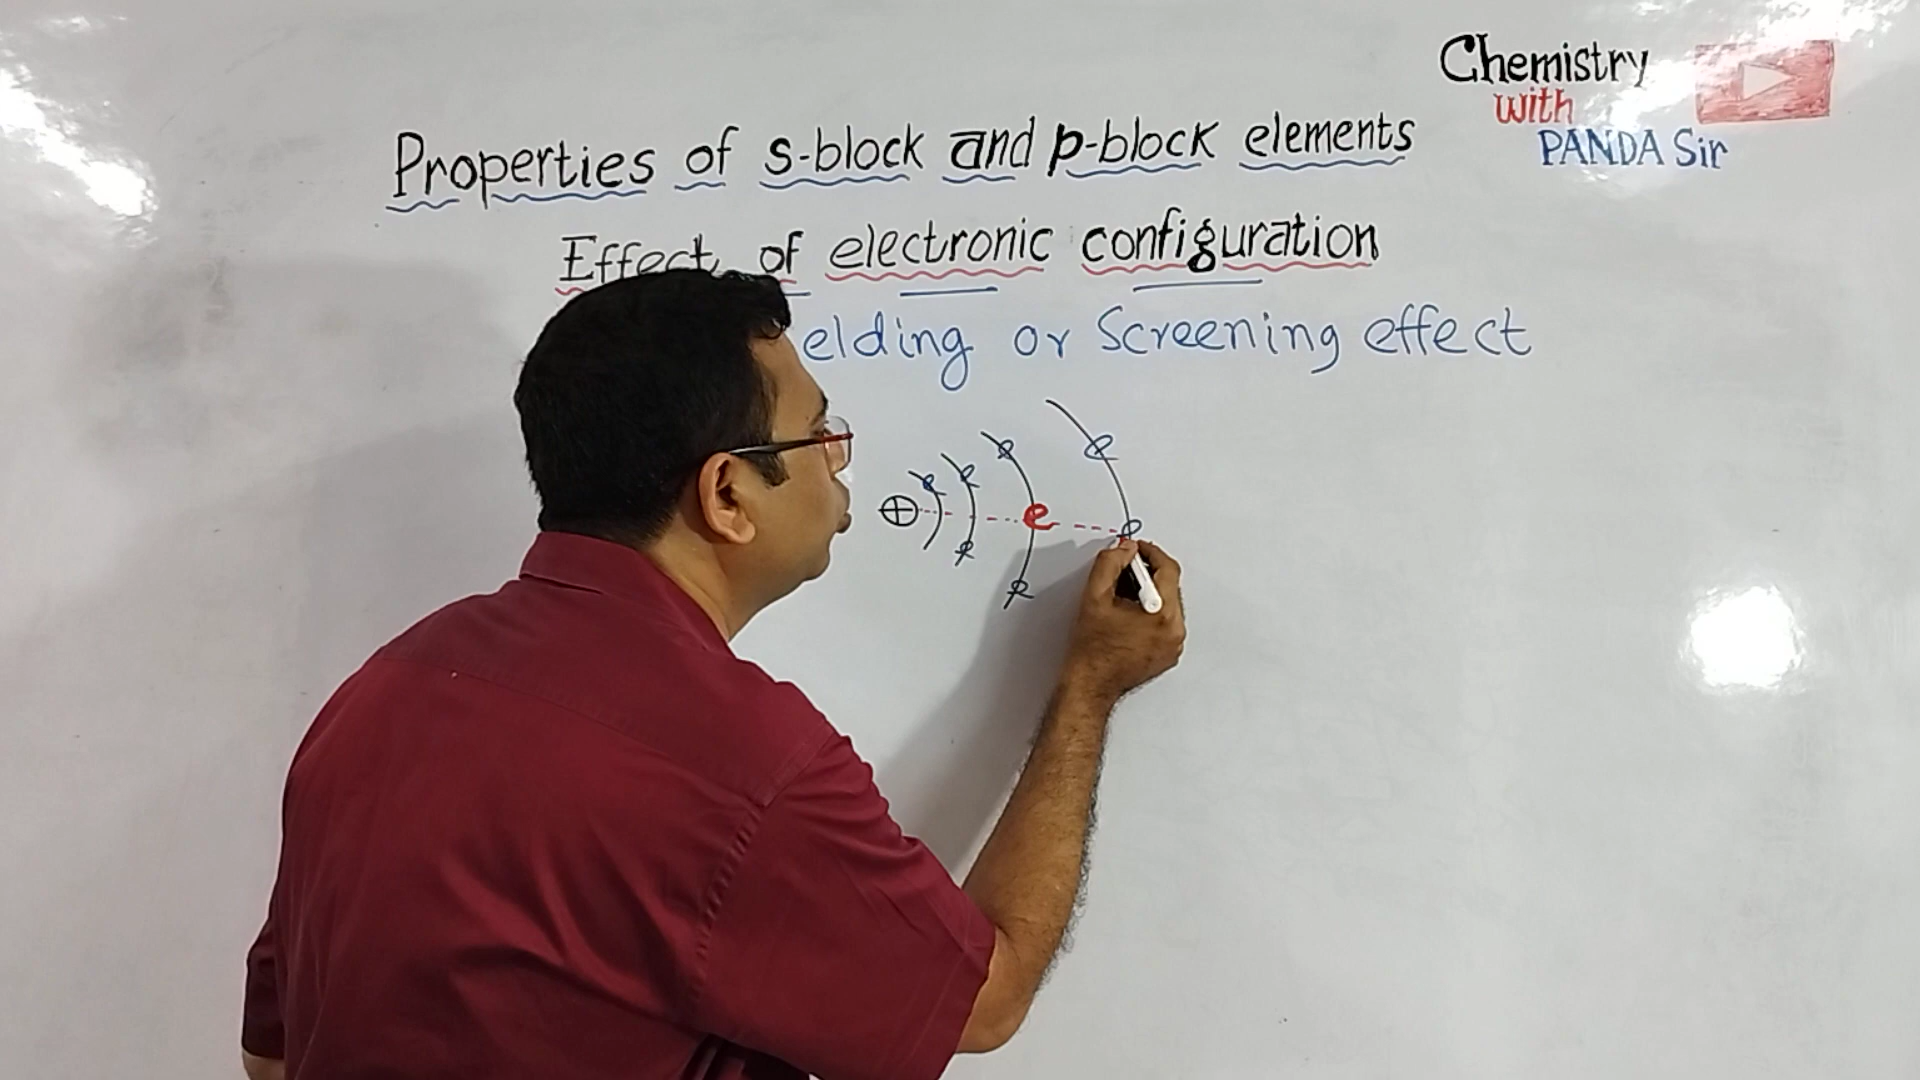 Chemistry
with
PANDA Sir
Properties of s-block and p-block elements
Effect of electronic configuration
elding or Screening effect
e e e e
+ e e
e e